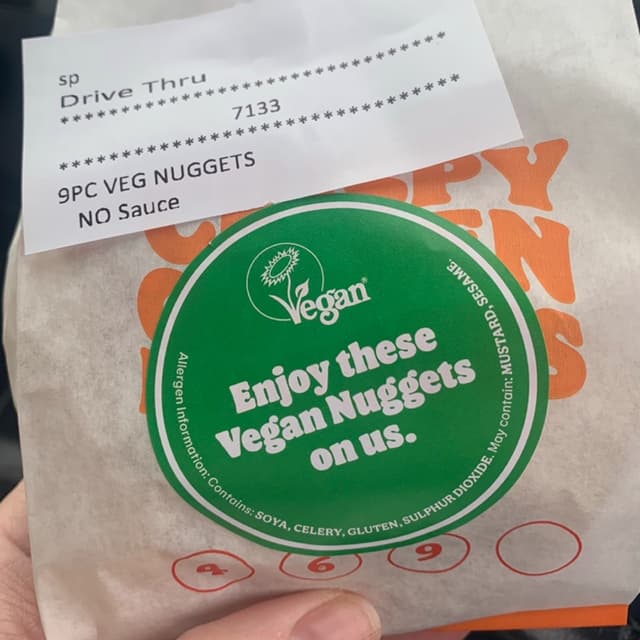 sp
Drive Thru
*********************************
7133
*********************************
9PC VEG NUGGETS
NO Sauce
Vegan
Enjoy these
Vegan Nuggets
on us.
Allergen Information: Contains: SOYA, CELERY, GLUTEN, SULPHUR DIOXIDE. May contain: MUSTARD, SESAME.
4 6 9